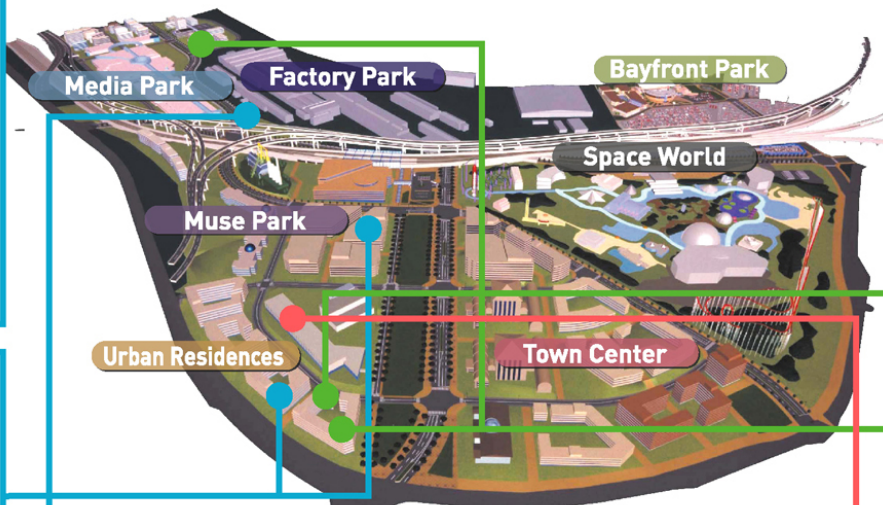 Media Park
Factory Park
Bayfront Park
Space World
Muse Park
Urban Residences
Town Center